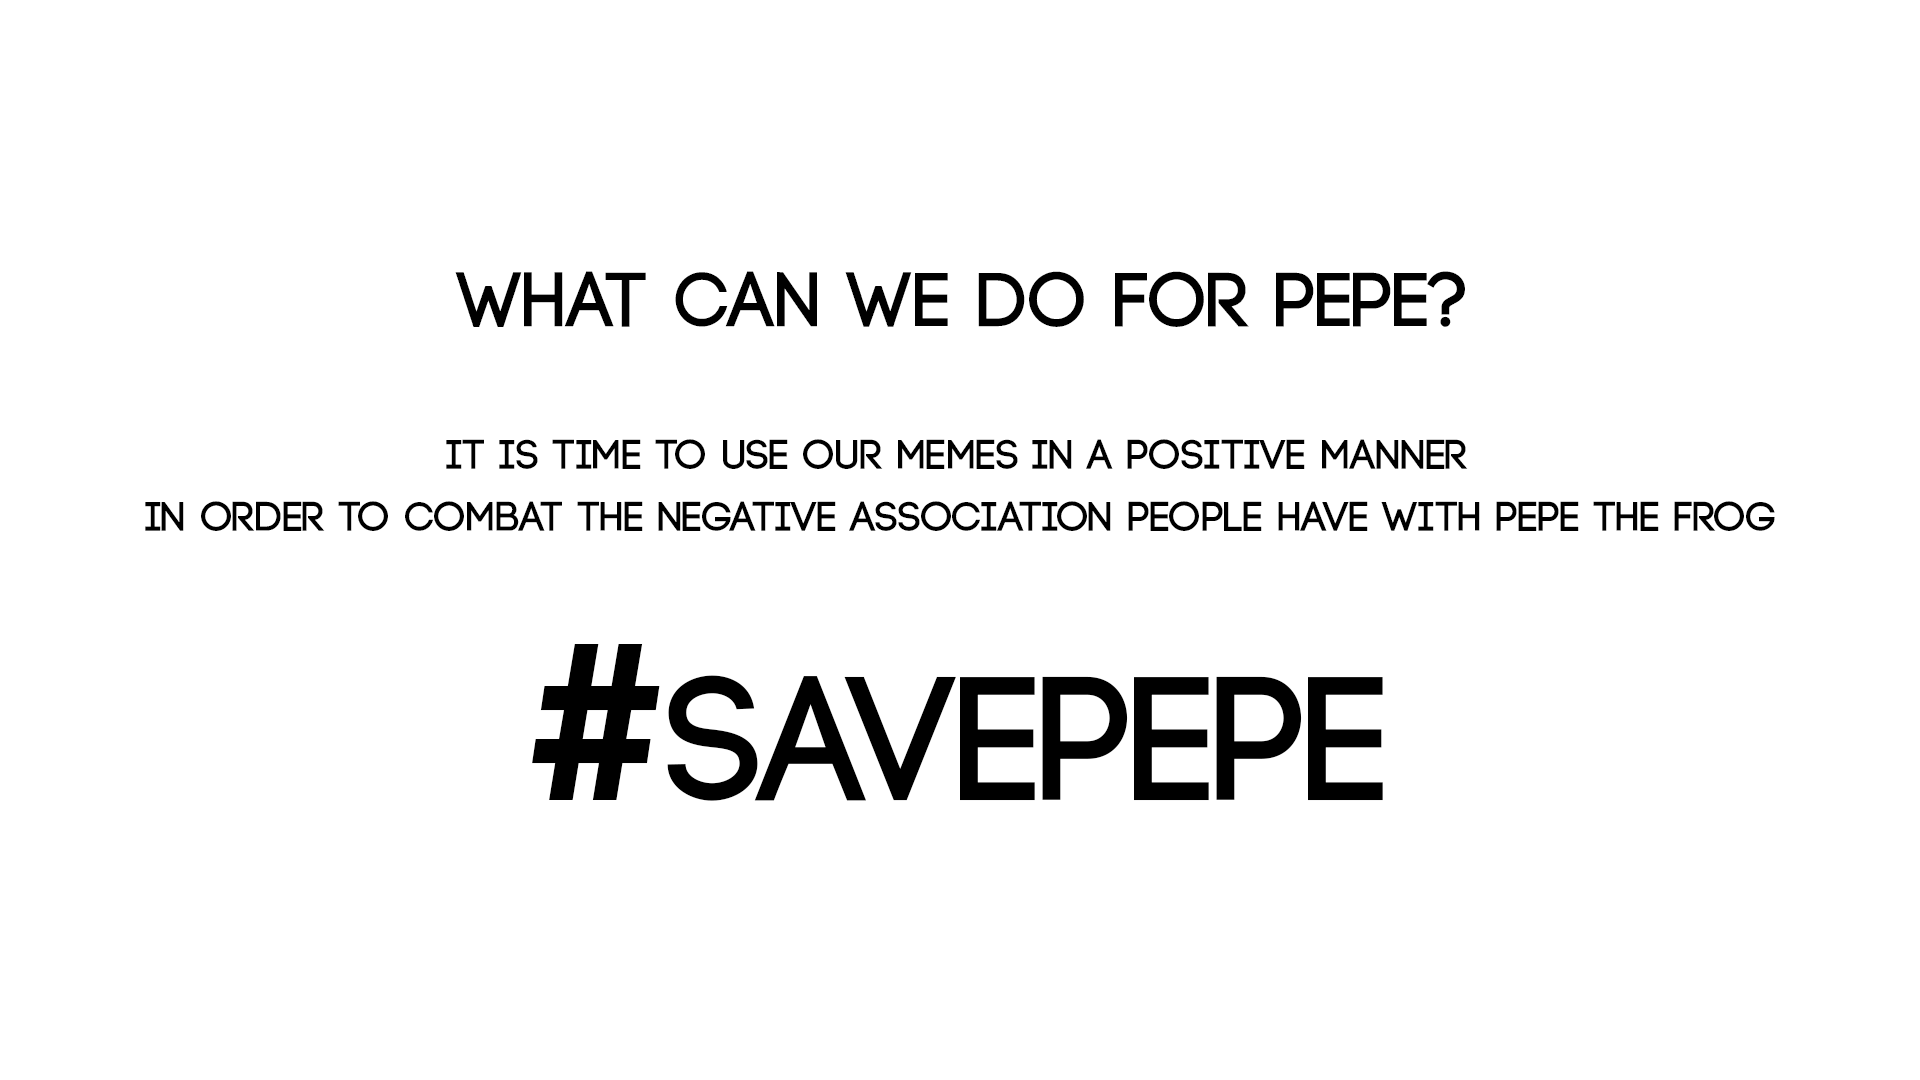 WHAT CAN WE DO FOR PEPE?
IT IS TIME TO USE OUR MEMES IN A POSITIVE MANNER
IN ORDER TO COMBAT THE NEGATIVE ASSOCIATION PEOPLE HAVE WITH PEPE THE FROG
#SAVEPEPE